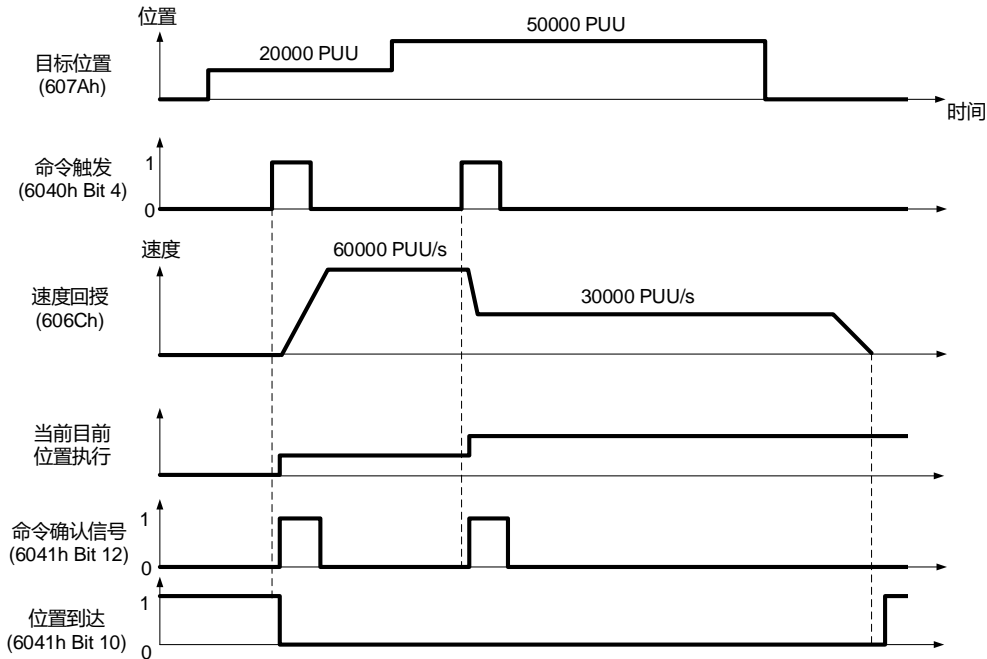 位置
50000 PUU
20000 PUU
目标位置
(607Ah)
时间
命令触发
(6040h Bit 4)
1
0
速度
60000 PUU/s
速度回授
(606Ch)
30000 PUU/s
当前目前
位置执行
命令确认信号
(6041h Bit 12)
1
0
位置到达
(6041h Bit 10)
1
0